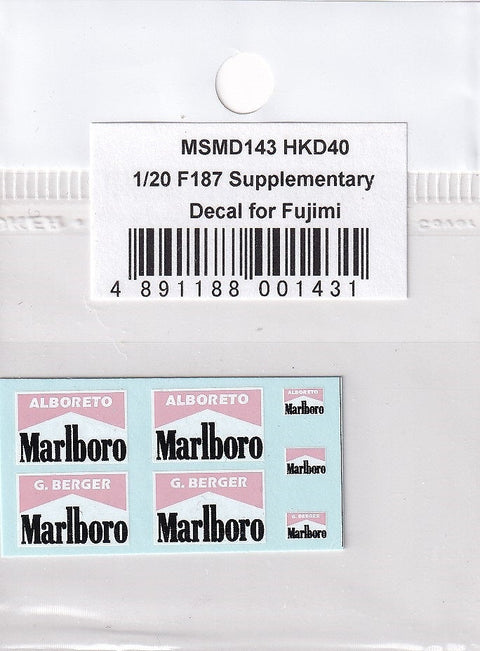 MSMD143 HKD40
1/20 F187 Supplementary
Decal for Fujimi
4 891188 001431
ALBORETO
Marlboro
ALBORETO
Marlboro
ALBORETO
Marlboro
Marlboro
G. BERGER
Marlboro
G. BERGER
Marlboro
G. BERGER
Marlboro